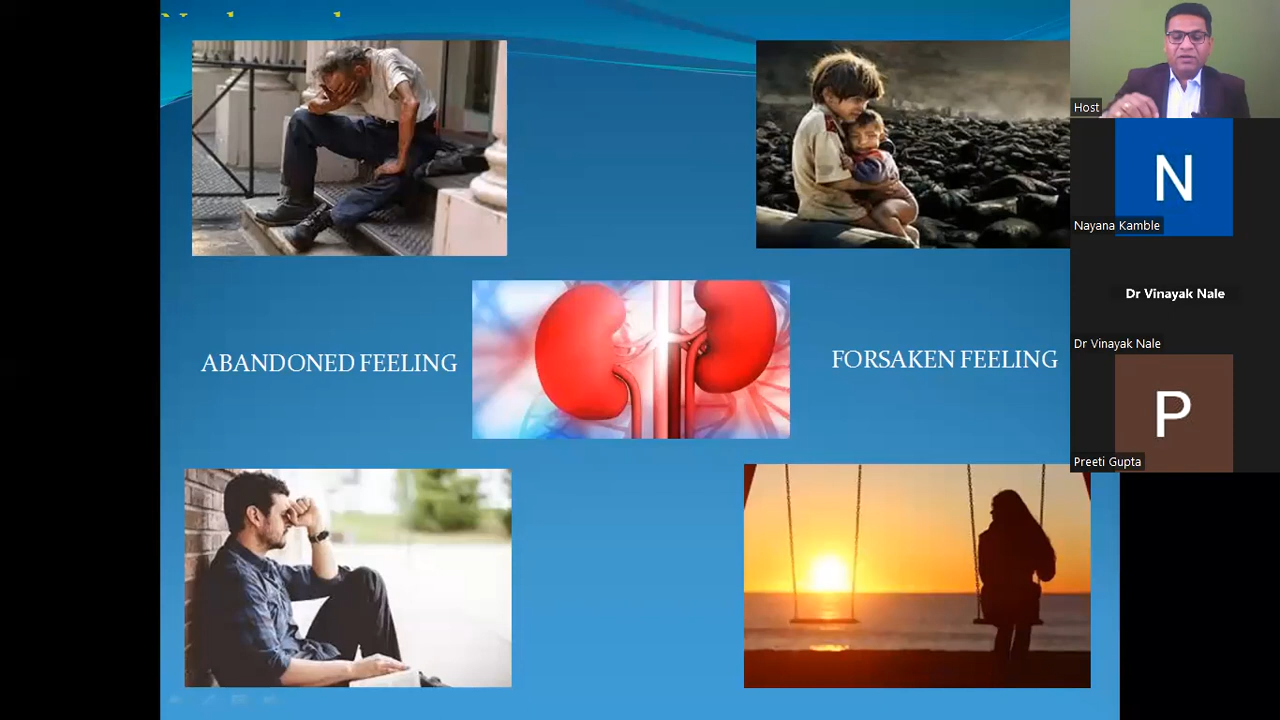 Host
N
Nayana Kamble
Dr Vinayak Nale
Dr Vinayak Nale
ABANDONED FEELING
FORSAKEN FEELING
P
Preeti Gupta